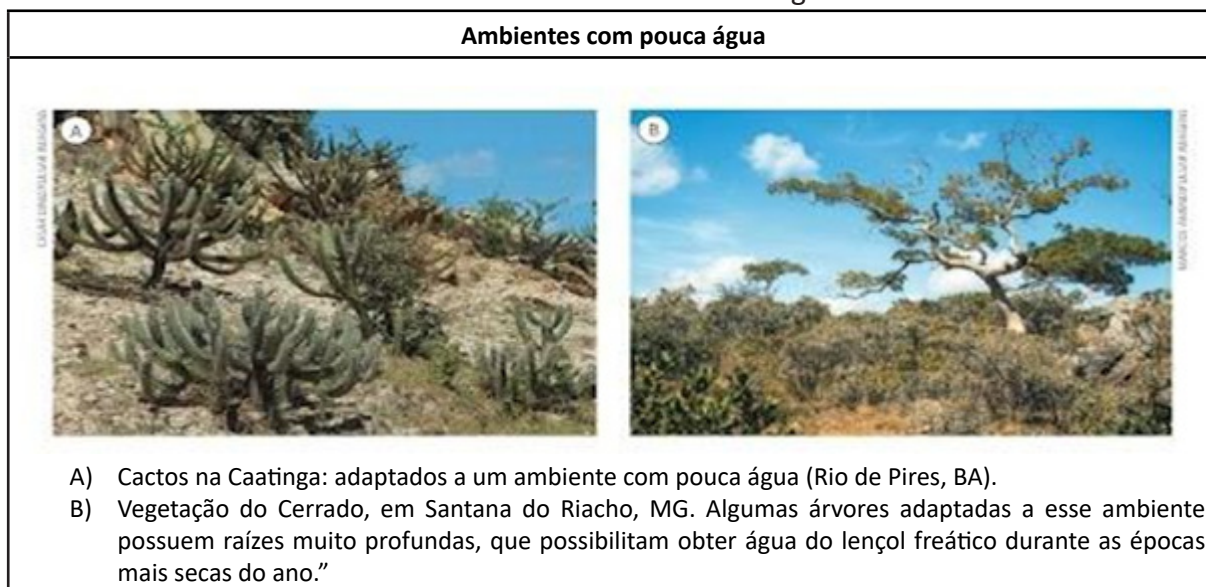 Ambientes com pouca água
A
B
A) Cactos na Caatinga: adaptados a um ambiente com pouca água (Rio de Pires, BA).
B) Vegetação do Cerrado, em Santana do Riacho, MG. Algumas árvores adaptadas a esse ambiente
possuem raízes muito profundas, que possibilitam obter água do lençol freático durante as épocas
mais secas do ano.”